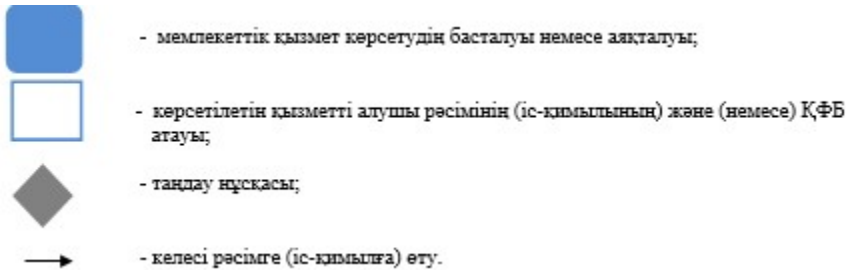 - мемлекеттік қызмет көрсетудің басталуы немесе аяқталуы;
- көрсетілетін қызметті алушы рәсімінің (іс-қимылының) және (немесе) ҚФБ
атауы;
- таңдау нұсқасы;
- келесі рәсімге (іс-қимылға) өту.